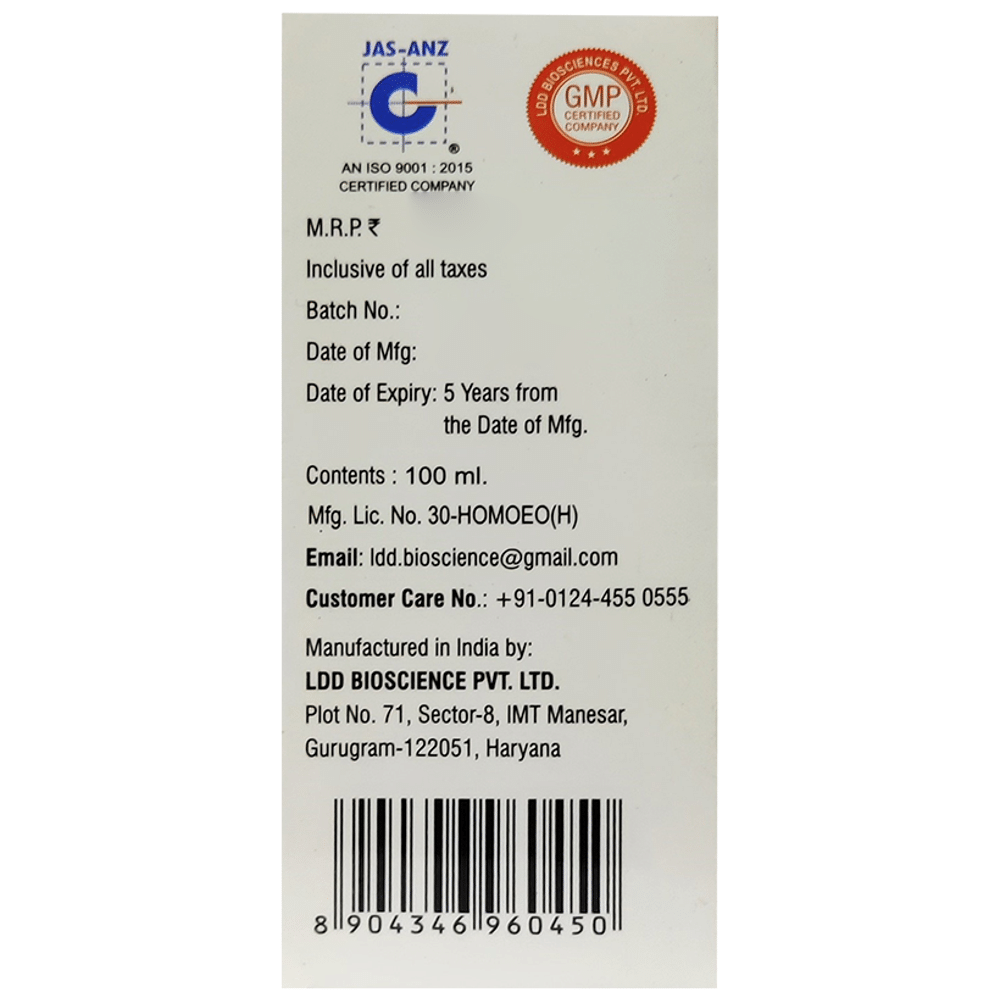 JAS-ANZ
C
®
AN ISO 9001 : 2015
CERTIFIED COMPANY
LDD BIOSCIENCES PVT. LTD.
GMP
CERTIFIED
COMPANY
M.R.P. ₹
Inclusive of all taxes
Batch No.:
Date of Mfg:
Date of Expiry: 5 Years from
the Date of Mfg.
Contents : 100 ml.
Mfg. Lic. No. 30-HOMOEO(H)
Email: ldd.bioscience@gmail.com
Customer Care No.: +91-0124-455 0555
Manufactured in India by:
LDD BIOSCIENCE PVT. LTD.
Plot No. 71, Sector-8, IMT Manesar,
Gurugram-122051, Haryana
8 904346 960450